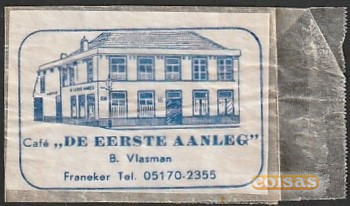 Café „DE EERSTE AANLEG"
B. Vlasman
Franeker Tel. 05170-2355
coisas